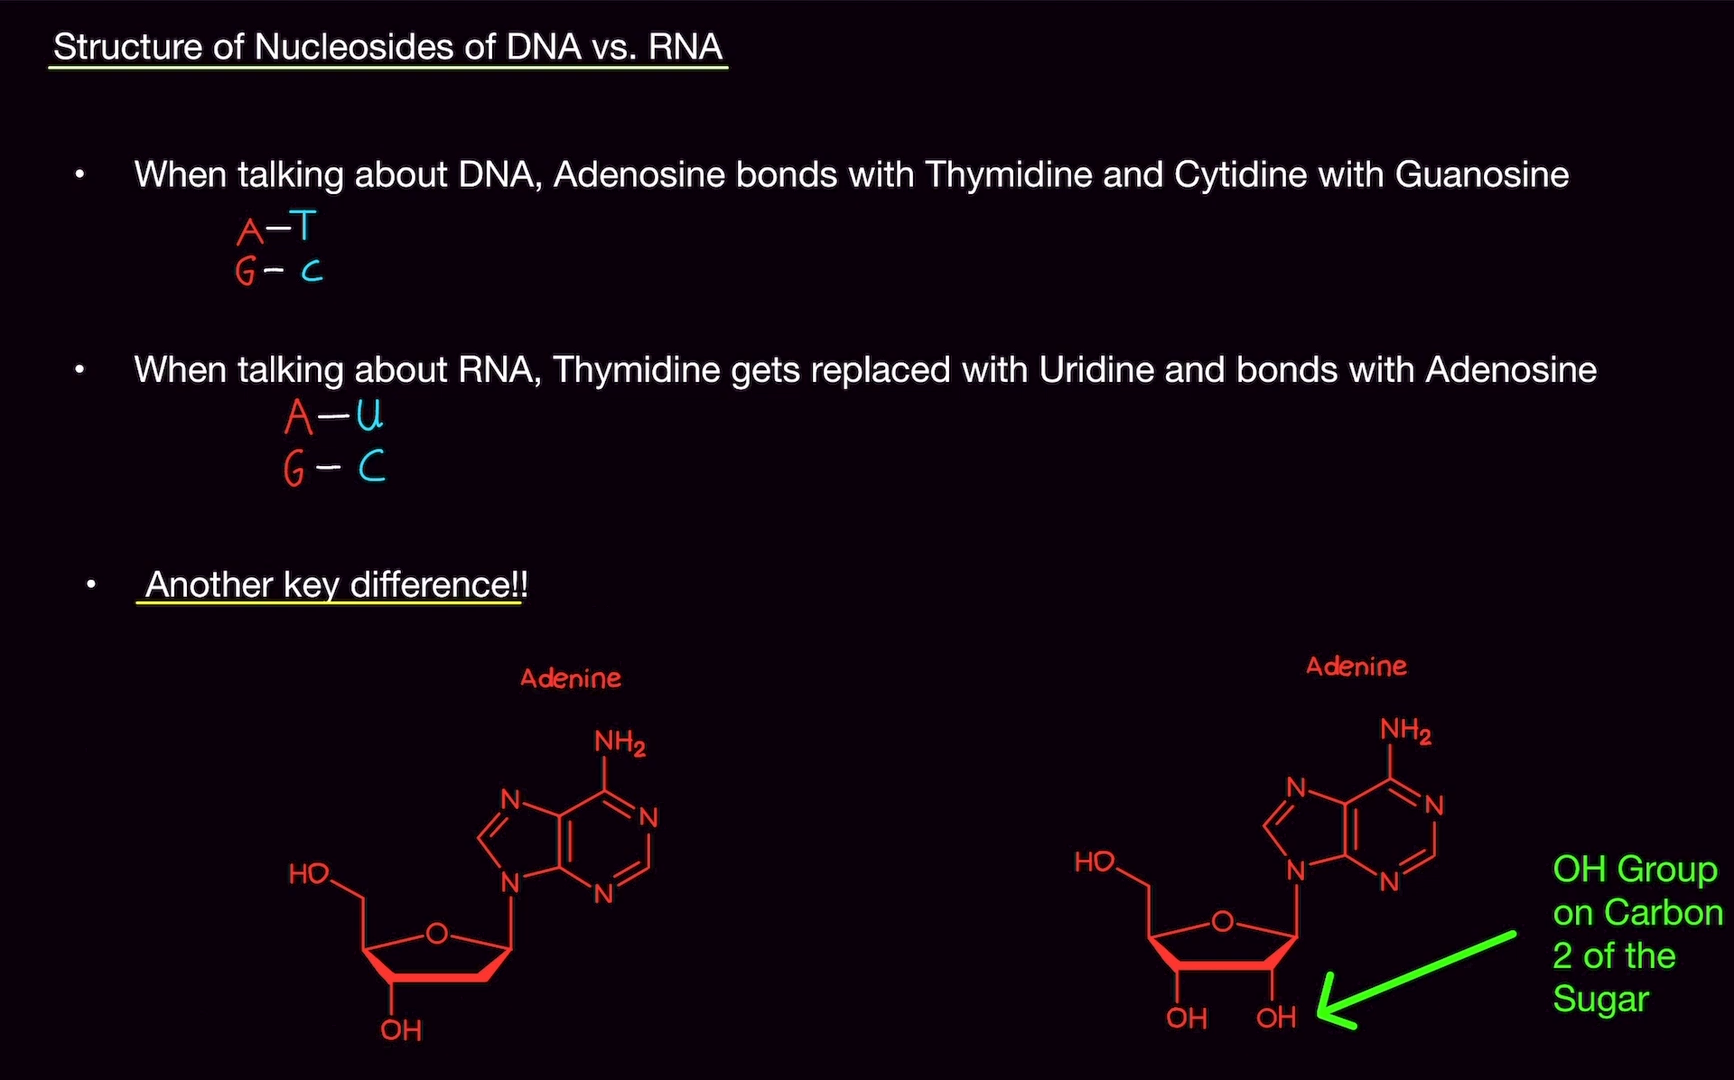 Structure of Nucleosides of DNA vs. RNA
• When talking about DNA, Adenosine bonds with Thymidine and Cytidine with Guanosine
A–T
G–C
• When talking about RNA, Thymidine gets replaced with Uridine and bonds with Adenosine
A–U
G–C
• Another key difference!!
Adenine
NH2
N
N
HO
N
N
O
OH
Adenine
NH2
N
N
HO
N
N
O
OH OH
OH Group
on Carbon
2 of the
Sugar